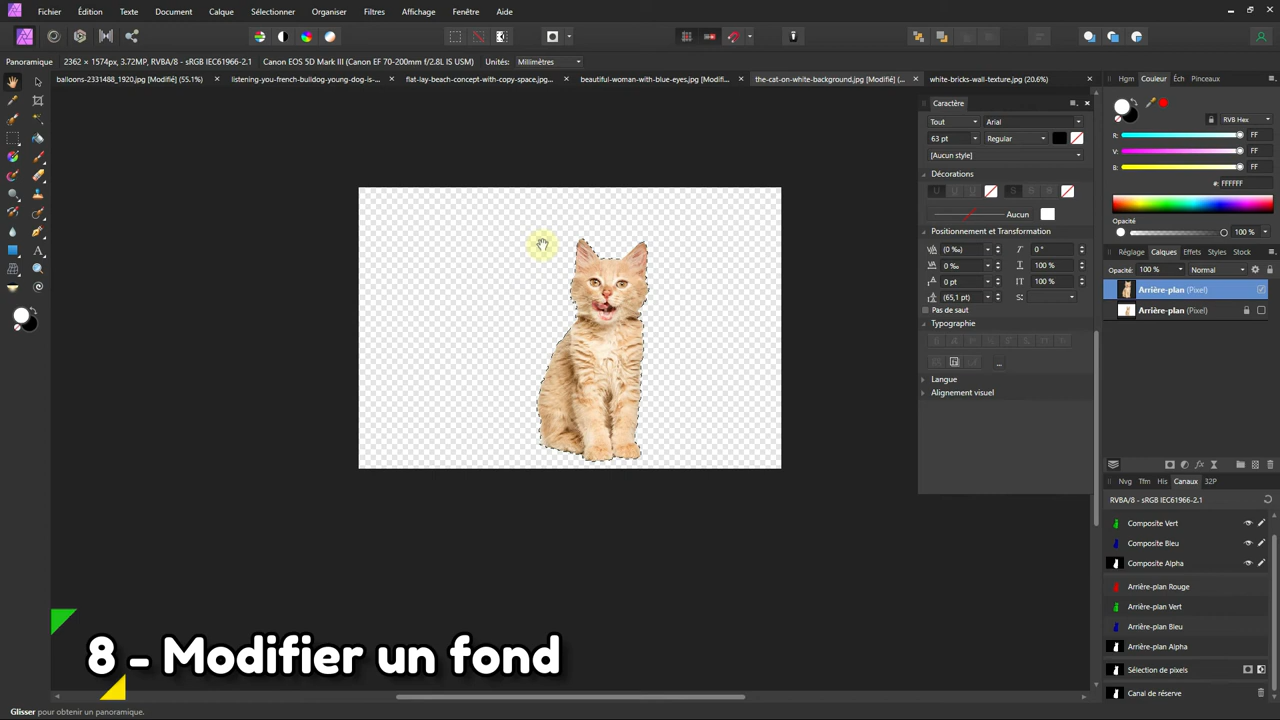 Fichier Édition Texte Document Calque Sélectionner Organiser Filtres Affichage Fenêtre Aide
Panoramique 2362 × 1574px, 3.72MP, RVBA/8 - sRGB IEC61966-2.1 Canon EOS 5D Mark II (Canon EF 70-200mm f/2.8L IS USM) Unités: Millimètres
balloons-2331488_1920.jpg [Modifié] (55.1%) listening-you-french-bulldog-young-dog-is-... flat-lay-beach-concept-with-copy-space.jpg... beautiful-woman-with-blue-eyes.jpg [Modifi... the-cat-on-white-background.jpg [Modifié] (... white-bricks-wall-texture.jpg (20.6%)
Hgm Couleur Éch Pinceaux
Caractère
Tout Arial
63 pt Regular
[Aucun style]
Décorations
U U U S S S
Aucun
Positionnement et Transformation
(0 ‰) 0 °
0 ‰ 100 %
0 pt 100 %
(65,1 pt) S:
Pas de saut
Typographie
...
Langue
Alignement visuel
RVB Hex
R: FF
V: FF
B: FF
#: FFFFFF
Opacité
100 %
Réglage Calques Effets Styles Stock
Opacité: 100 % Normal
Arrière-plan (Pixel)
Arrière-plan (Pixel)
Nvg Tfm His Canaux 32P
RVBA/8 - sRGB IEC61966-2.1
Composite Vert
Composite Bleu
Composite Alpha
Arrière-plan Rouge
Arrière-plan Vert
Arrière-plan Bleu
Arrière-plan Alpha
Sélection de pixels
Canal de réserve
8 - Modifier un fond
Glisser pour obtenir un panoramique.